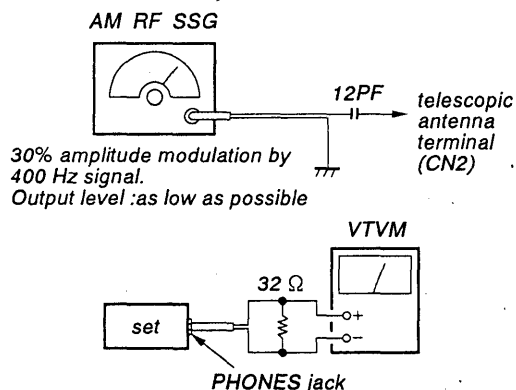 AM RF SSG
12PF
telescopic
antenna
terminal
(CN2)
30% amplitude modulation by
400 Hz signal.
Output level :as low as possible
VTVM
32 Ω
+
−
set
PHONES jack